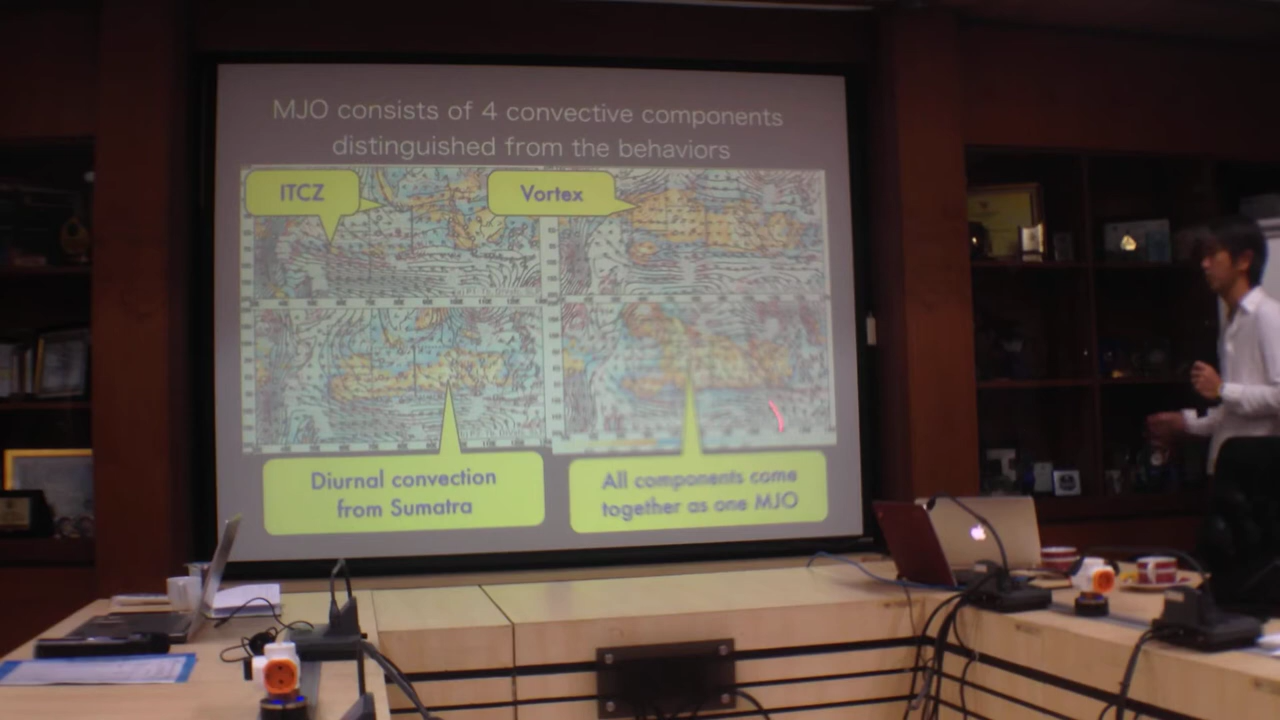 MJO consists of 4 convective components
distinguished from the behaviors
ITCZ
Vortex
Diurnal convection
from Sumatra
All components come
together as one MJO